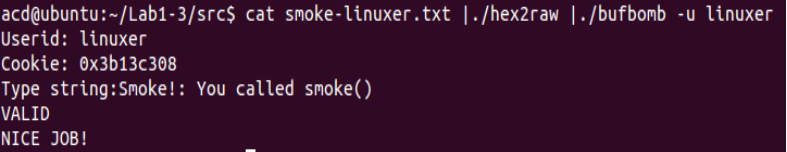 acd@ubuntu:~/Lab1-3/src$ cat smoke-linuxer.txt |./hex2raw |./bufbomb -u linuxer
Userid: linuxer
Cookie: 0x3b13c308
Type string:Smoke!: You called smoke()
VALID
NICE JOB!